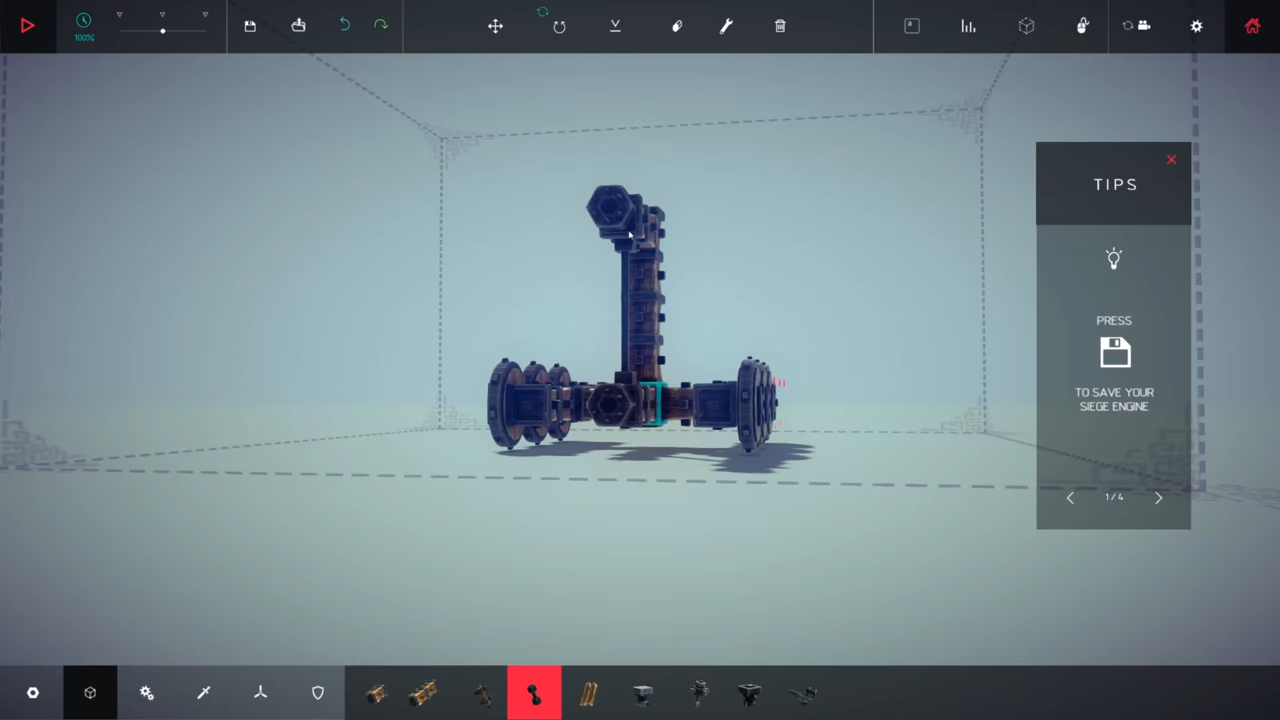 100%
TIPS
PRESS
TO SAVE YOUR
SIEGE ENGINE
1/4